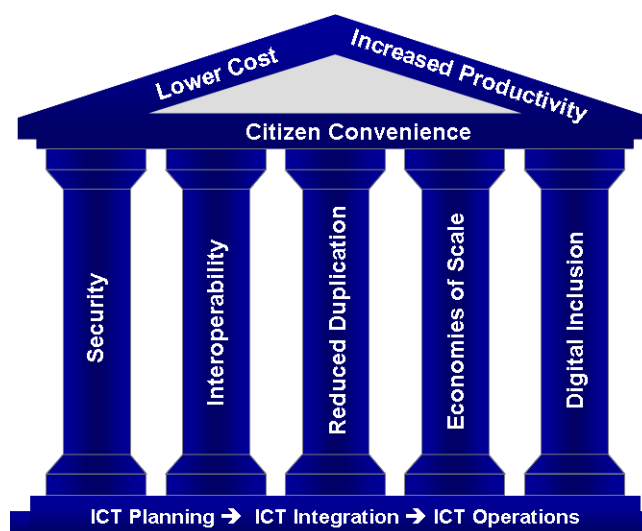 Lower Cost
Increased Productivity
Citizen Convenience
Security
Interoperability
Reduced Duplication
Economies of Scale
Digital Inclusion
ICT Planning → ICT Integration → ICT Operations